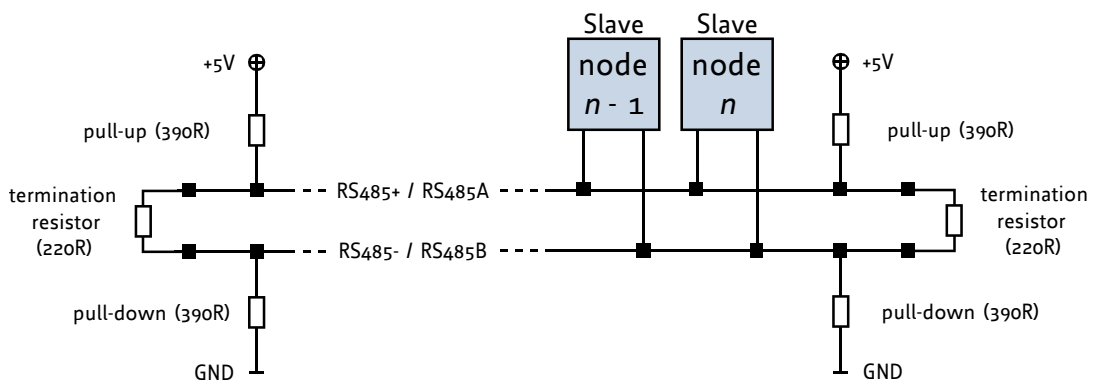 Slave
Slave
+5V
node
n - 1
node
n
+5V
pull-up (390R)
pull-up (390R)
termination
resistor
(220R)
RS485+ / RS485A
termination
resistor
(220R)
RS485- / RS485B
pull-down (390R)
pull-down (390R)
GND
GND